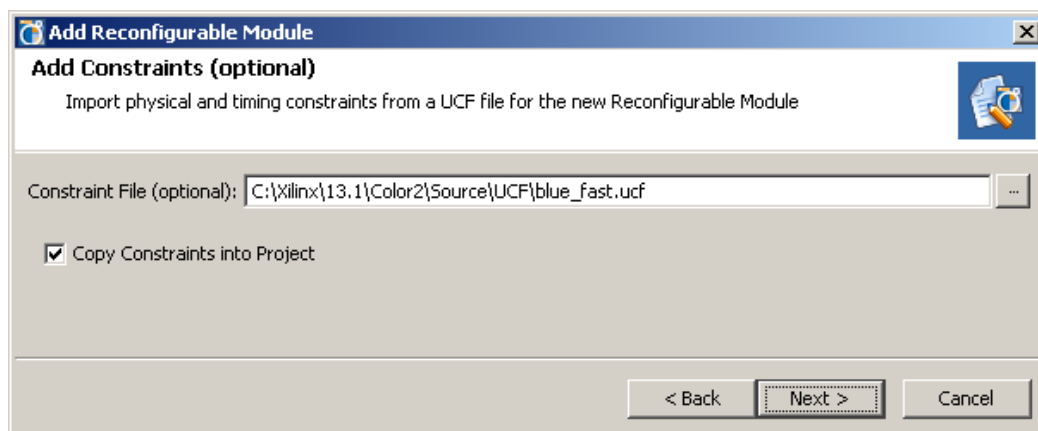 Add Reconfigurable Module
Add Constraints (optional)
Import physical and timing constraints from a UCF file for the new Reconfigurable Module
Constraint File (optional): C:\Xilinx\13.1\Color2\Source\UCF\blue_fast.ucf ...
Copy Constraints into Project
< Back Next > Cancel